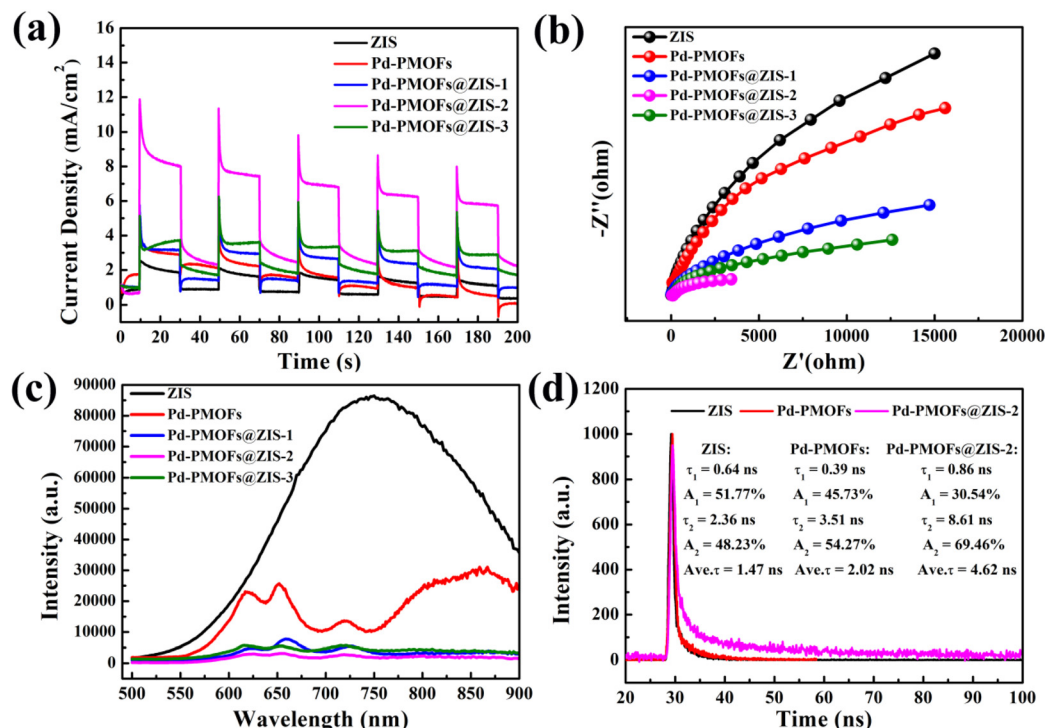 (a)
Current Density (mA/cm²)
16
14
12
10
8
6
4
2
0
ZIS
Pd-PMOFs
Pd-PMOFs@ZIS-1
Pd-PMOFs@ZIS-2
Pd-PMOFs@ZIS-3
0 20 40 60 80 100 120 140 160 180 200
Time (s)
(b)
-Z''(ohm)
ZIS
Pd-PMOFs
Pd-PMOFs@ZIS-1
Pd-PMOFs@ZIS-2
Pd-PMOFs@ZIS-3
0 5000 10000 15000 20000
Z'(ohm)
(c)
Intensity (a.u.)
90000
80000
70000
60000
50000
40000
30000
20000
10000
0
ZIS
Pd-PMOFs
Pd-PMOFs@ZIS-1
Pd-PMOFs@ZIS-2
Pd-PMOFs@ZIS-3
500 550 600 650 700 750 800 850 900
Wavelength (nm)
(d)
Intensity (a.u.)
1200
1000
800
600
400
200
0
ZIS Pd-PMOFs Pd-PMOFs@ZIS-2
ZIS: Pd-PMOFs: Pd-PMOFs@ZIS-2:
τ₁ = 0.64 ns τ₁ = 0.39 ns τ₁ = 0.86 ns
A₁ = 51.77% A₁ = 45.73% A₁ = 30.54%
τ₂ = 2.36 ns τ₂ = 3.51 ns τ₂ = 8.61 ns
A₂ = 48.23% A₂ = 54.27% A₂ = 69.46%
Ave.τ = 1.47 ns Ave.τ = 2.02 ns Ave.τ = 4.62 ns
20 30 40 50 60 70 80 90 100
Time (ns)